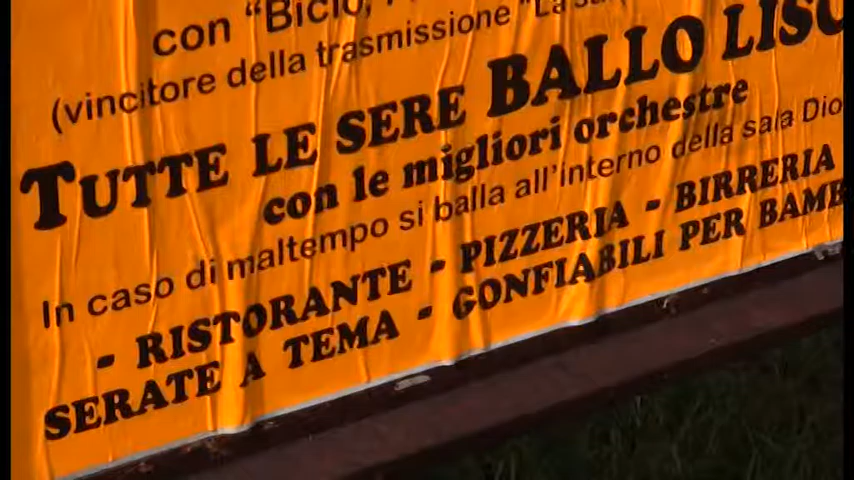 con "Biciu,
(vincitore della trasmissione "La
TUTTE LE SERE BALLO LISC
con le migliori orchestre
In caso di maltempo si balla all'interno della sala Dio
- RISTORANTE - PIZZERIA - BIRRERIA
SERATE A TEMA - GONFIABILI PER BAMB